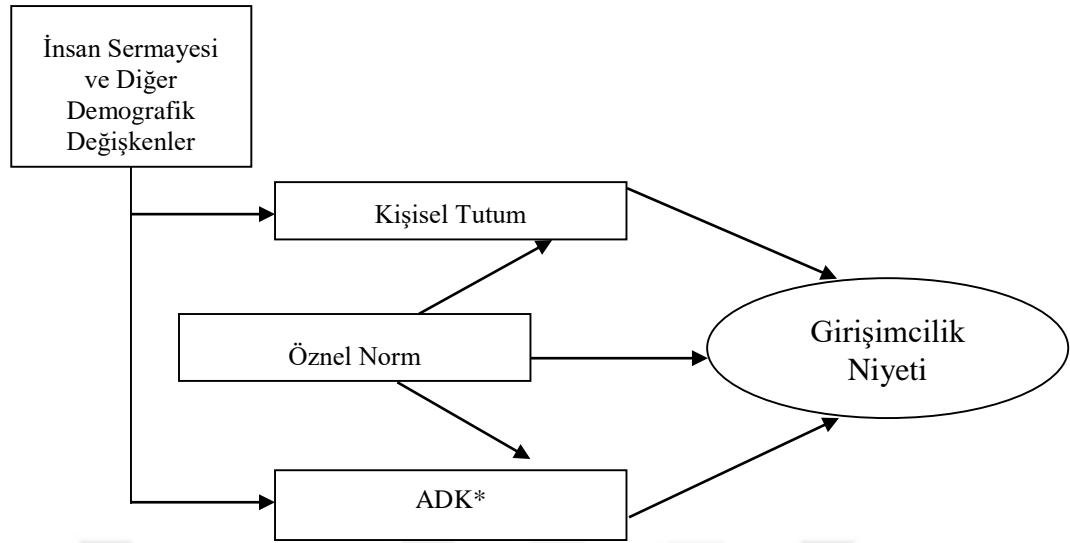 İnsan Sermayesi
ve Diğer
Demografik
Değişkenler
Kişisel Tutum
Öznel Norm
Girişimcilik
Niyeti
ADK*